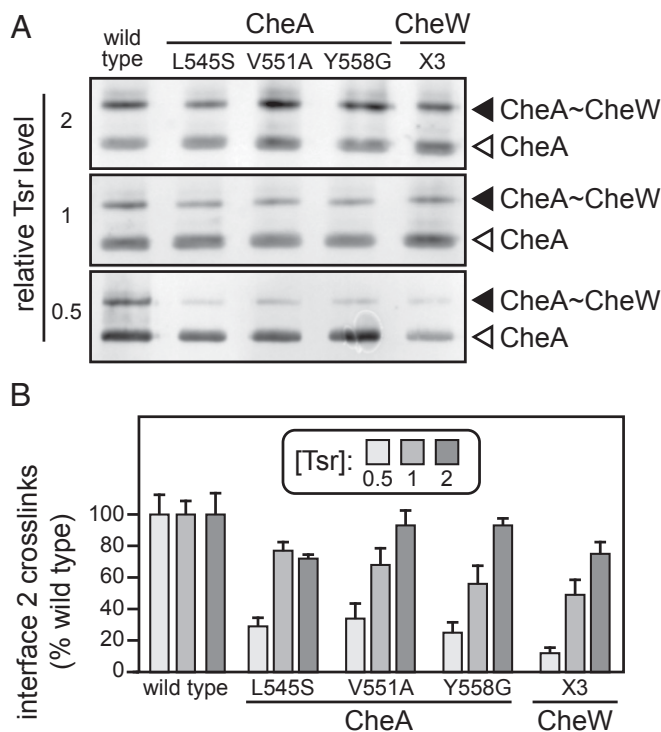 A
wild type
CheA
CheW
L545S V551A Y558G X3
relative Tsr level
2
CheA~CheW
CheA
1
CheA~CheW
CheA
0.5
CheA~CheW
CheA
B
[Tsr]:
0.5 1 2
interface 2 crosslinks
(% wild type)
100
80
60
40
20
0
wild type L545S V551A Y558G X3
CheA CheW